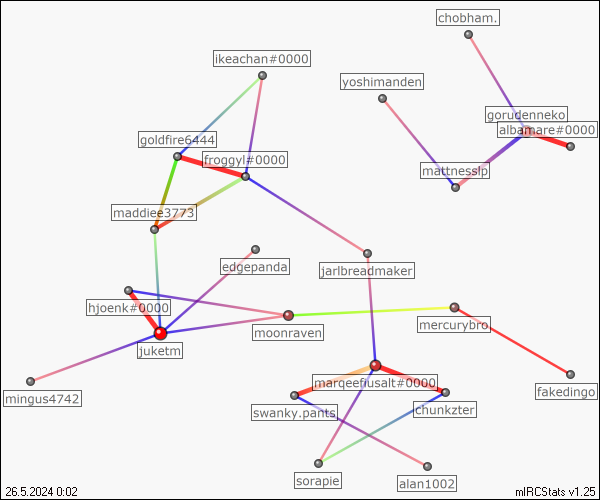 chobham.
ikeachan#0000
yoshimanden
gorudenneko
albamare#0000
goldfire6444
froggyl#0000
mattnesslp
maddiee3773
edgepanda
jarlbreadmaker
hjoenk#0000
moonraven
mercurybro
juketm
marqeefiusalt#0000
mingus4742
swanky.pants
chunkzter
fakedingo
sorapie
alan1002
26.5.2024 0:02
mIRCStats v1.25